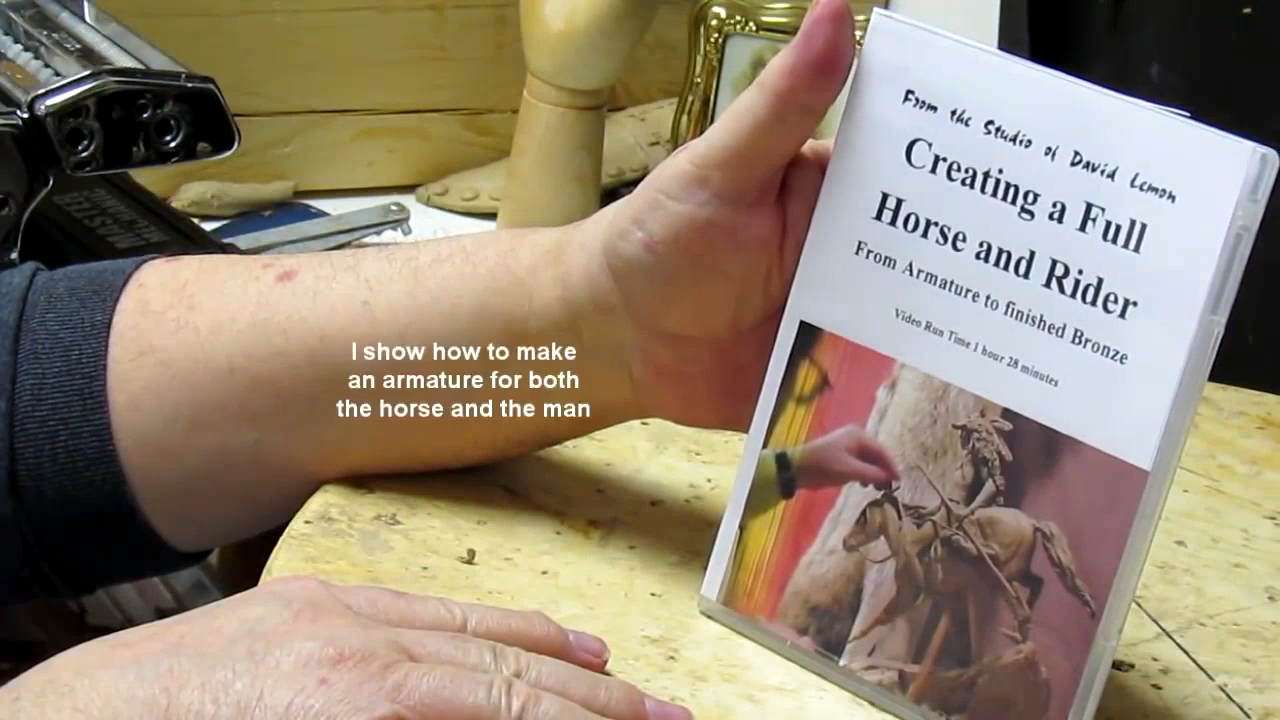 From the Studio of David Lemon
Creating a Full
Horse and Rider
From Armature to finished Bronze
Video Run Time 1 hour 28 minutes
I show how to make
an armature for both
the horse and the man
MASTER